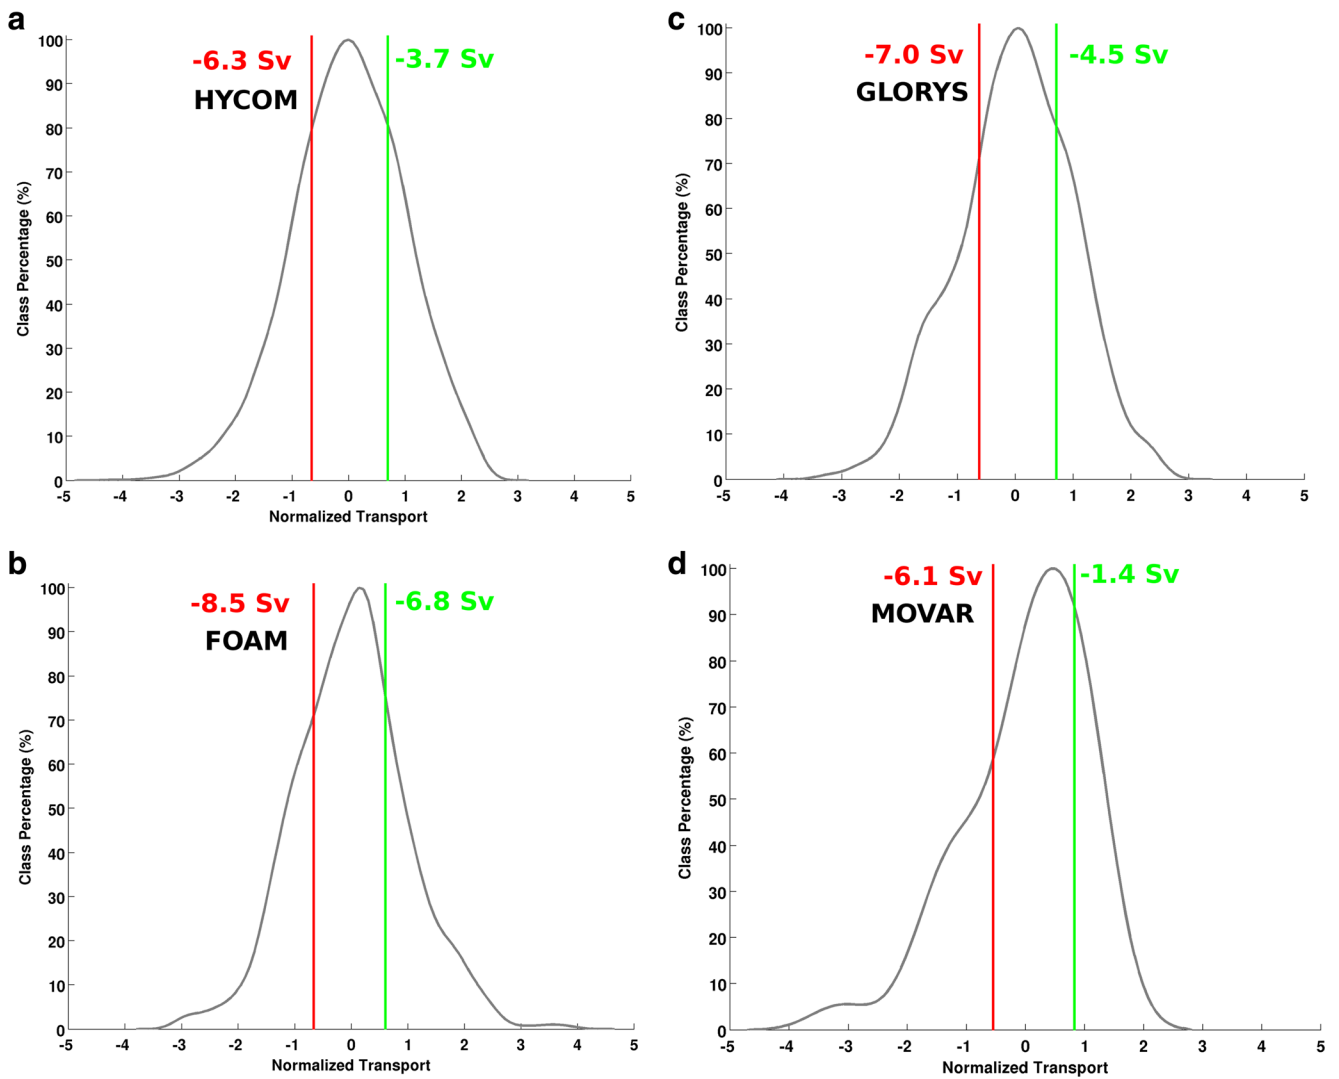 a
-6.3 Sv
-3.7 Sv
HYCOM
100
90
80
70
60
50
40
30
20
10
0
Class Percentage (%)
-5 -4 -3 -2 -1 0 1 2 3 4 5
Normalized Transport
c
-7.0 Sv
-4.5 Sv
GLORYS
100
90
80
70
60
50
40
30
20
10
0
Class Percentage (%)
-5 -4 -3 -2 -1 0 1 2 3 4 5
b
-8.5 Sv
-6.8 Sv
FOAM
100
90
80
70
60
50
40
30
20
10
0
Class Percentage (%)
-5 -4 -3 -2 -1 0 1 2 3 4 5
Normalized Transport
d
-6.1 Sv
-1.4 Sv
MOVAR
100
90
80
70
60
50
40
30
20
10
0
Class Percentage (%)
-5 -4 -3 -2 -1 0 1 2 3 4 5
Normalized Transport